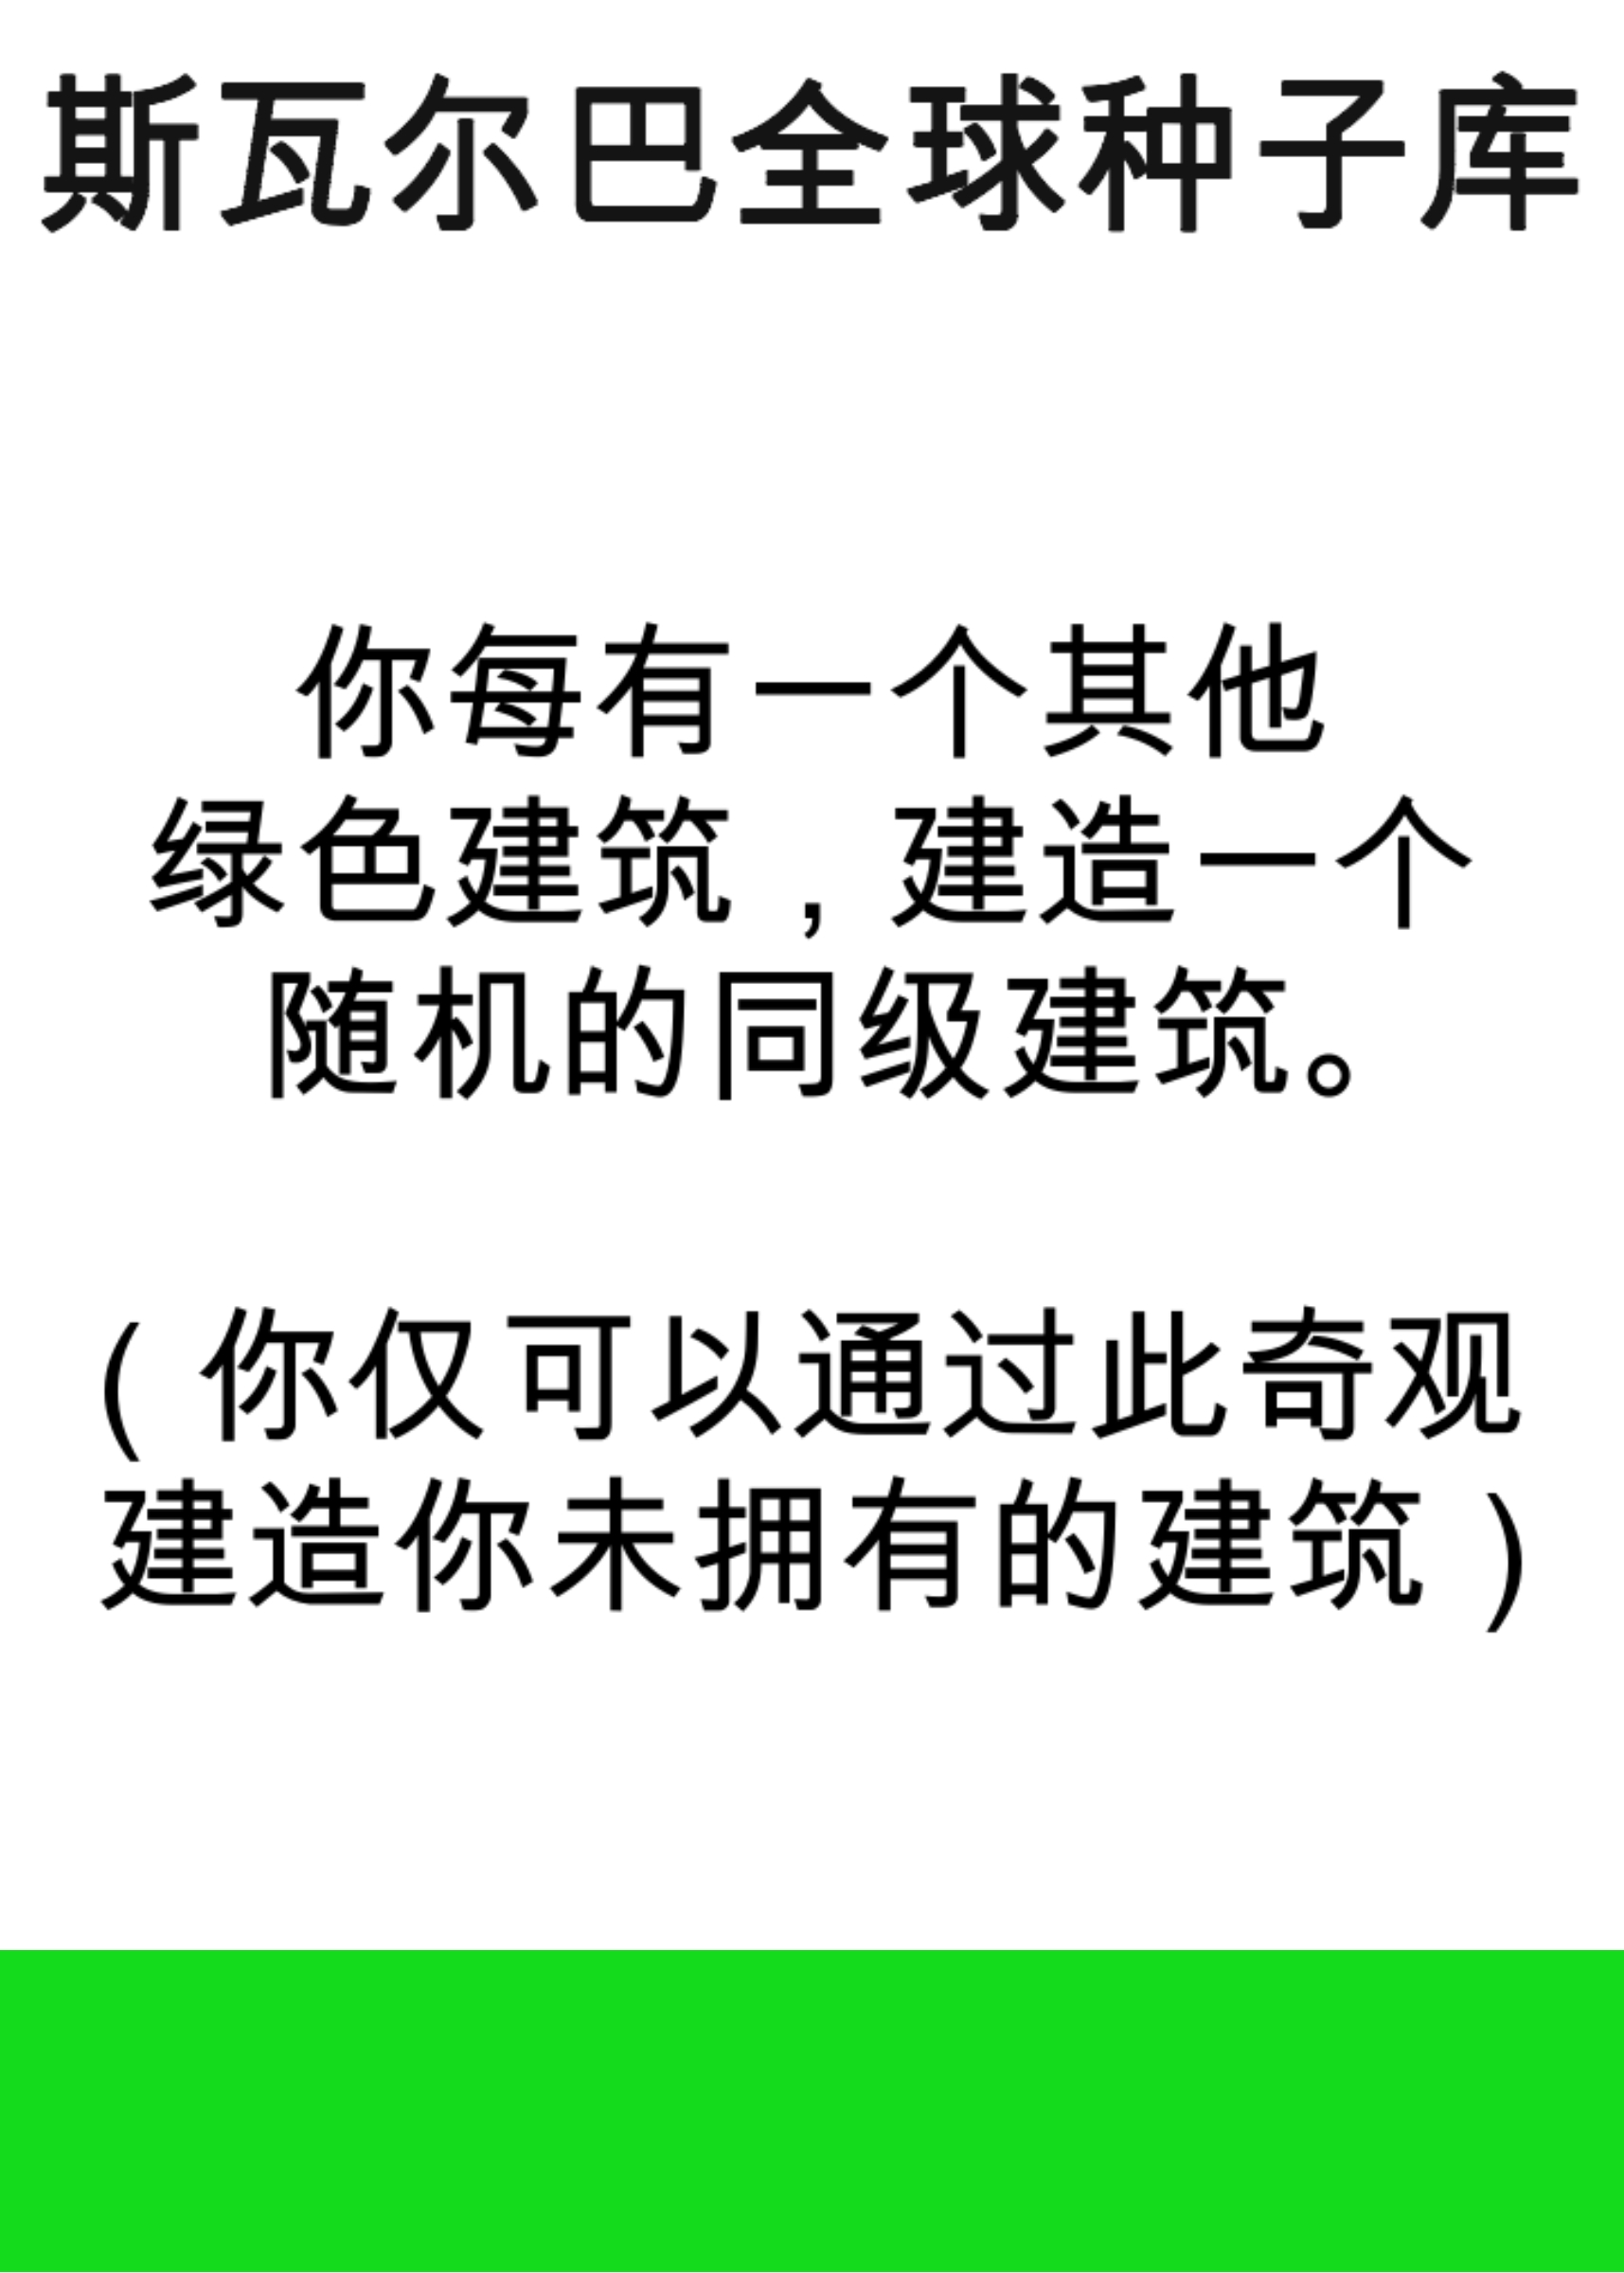 斯瓦尔巴全球种子库
你每有一个其他
绿色建筑，建造一个
随机的同级建筑。
（你仅可以通过此奇观
建造你未拥有的建筑）